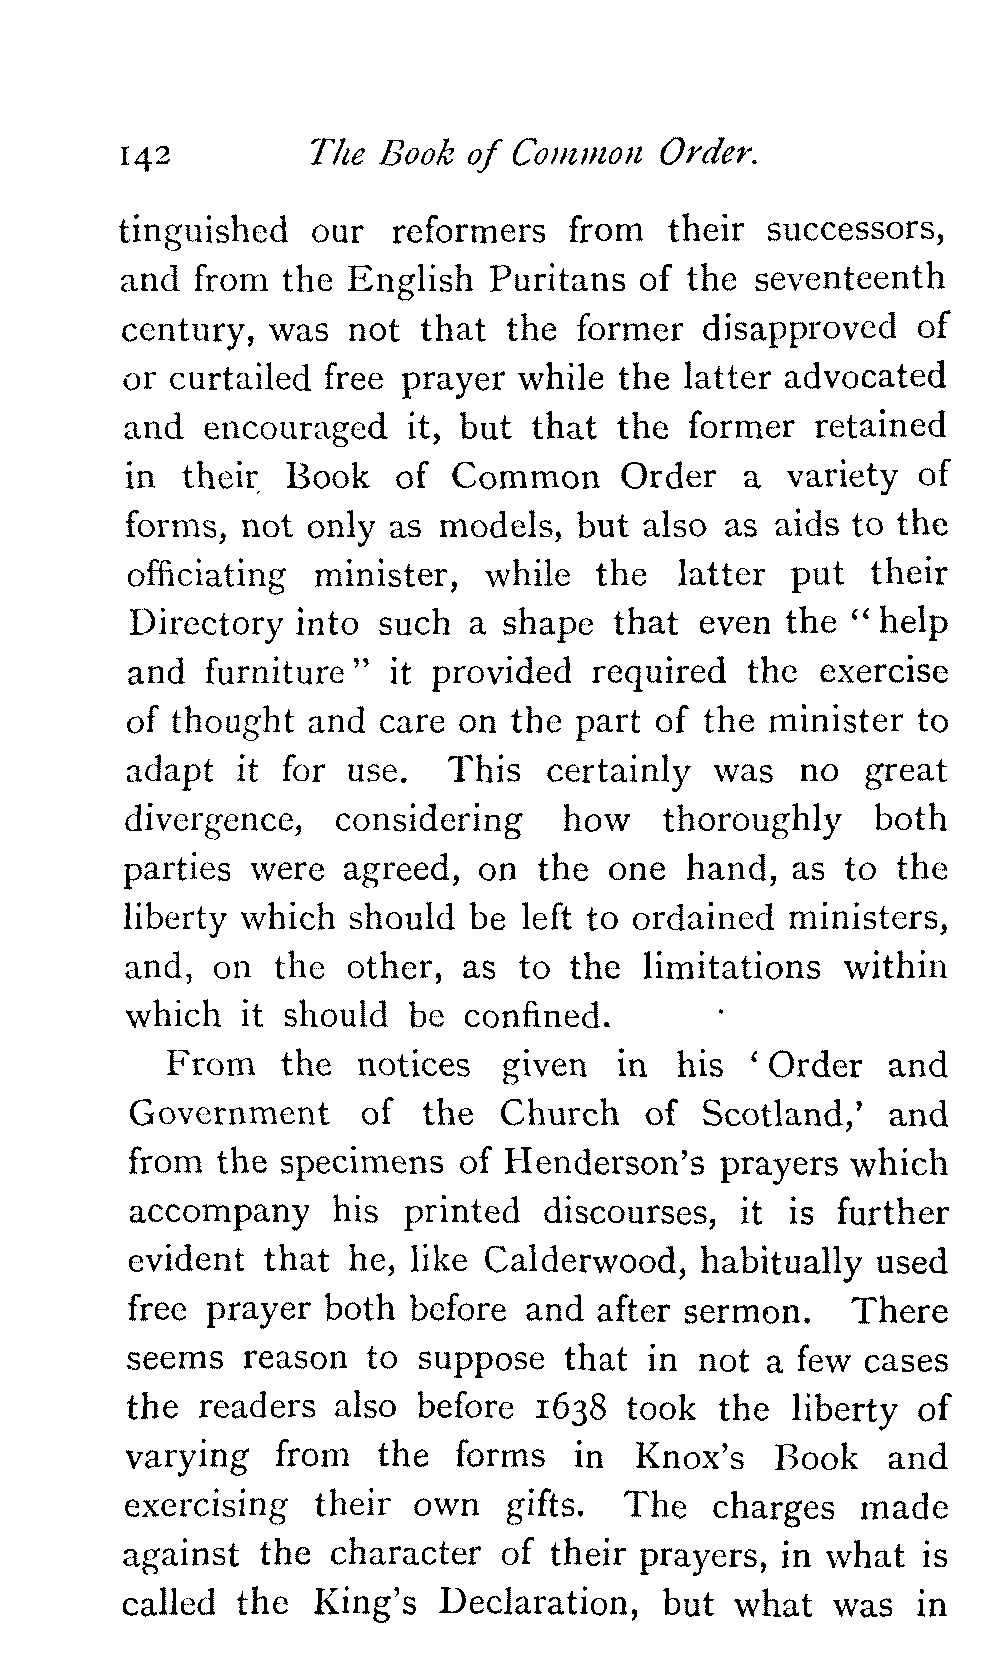 142 The Book of Common Order.
tinguished our reformers from their successors,
and from the English Puritans of the seventeenth
century, was not that the former disapproved of
or curtailed free prayer while the latter advocated
and encouraged it, but that the former retained
in their Book of Common Order a variety of
forms, not only as models, but also as aids to the
officiating minister, while the latter put their
Directory into such a shape that even the “help
and furniture” it provided required the exercise
of thought and care on the part of the minister to
adapt it for use. This certainly was no great
divergence, considering how thoroughly both
parties were agreed, on the one hand, as to the
liberty which should be left to ordained ministers,
and, on the other, as to the limitations within
which it should be confined.
From the notices given in his ‘Order and
Government of the Church of Scotland,’ and
from the specimens of Henderson’s prayers which
accompany his printed discourses, it is further
evident that he, like Calderwood, habitually used
free prayer both before and after sermon. There
seems reason to suppose that in not a few cases
the readers also before 1638 took the liberty of
varying from the forms in Knox’s Book and
exercising their own gifts. The charges made
against the character of their prayers, in what is
called the King’s Declaration, but what was in